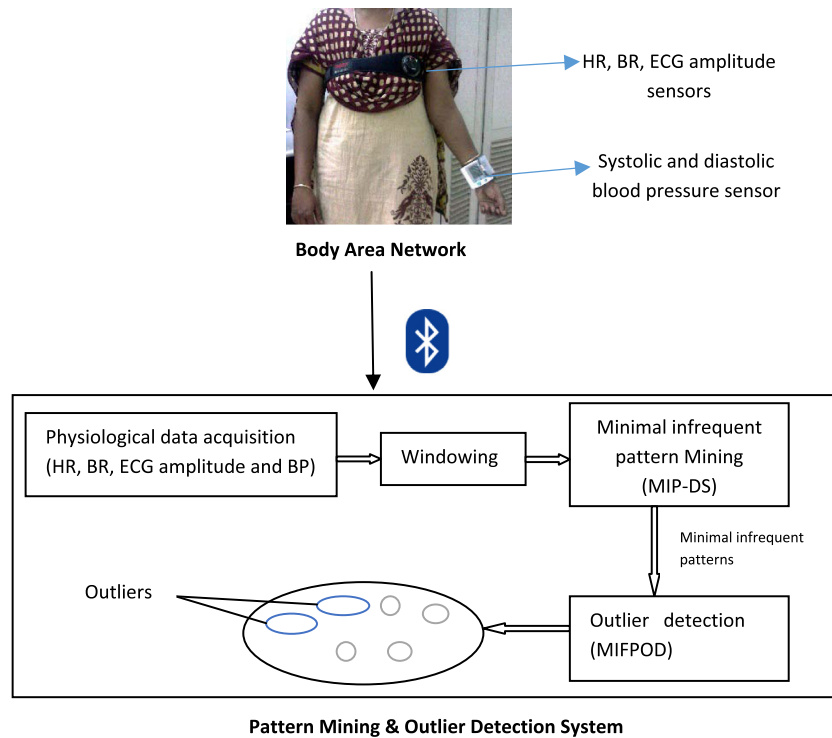 HR, BR, ECG amplitude
sensors
Systolic and diastolic
blood pressure sensor
Body Area Network
Physiological data acquisition
(HR, BR, ECG amplitude and BP)
Windowing
Minimal infrequent
pattern Mining
(MIP-DS)
Minimal infrequent
patterns
Outliers
Outlier detection
(MIFPOD)
Pattern Mining & Outlier Detection System